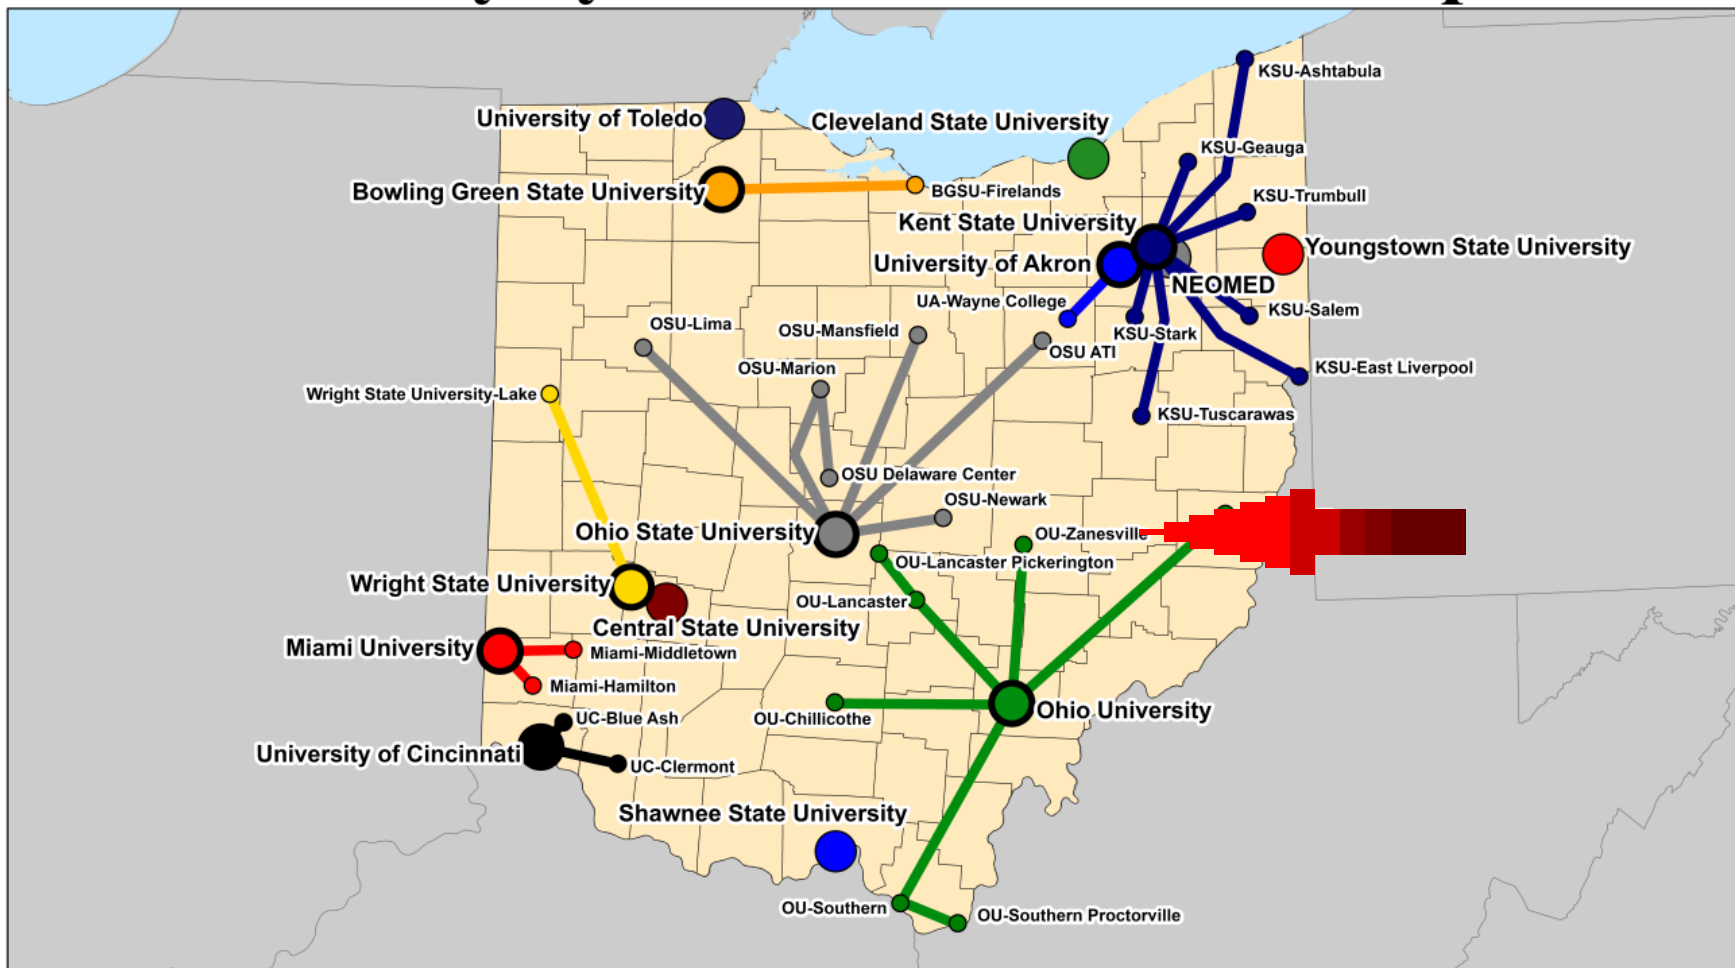 KSU-Ashtabula
University of Toledo
Cleveland State University
KSU-Geauga
Bowling Green State University
BGSU-Firelands
KSU-Trumbull
Kent State University
Youngstown State University
University of Akron
NEOMED
UA-Wayne College
KSU-Salem
OSU-Lima
OSU-Mansfield
KSU-Stark
OSU ATI
OSU-Marion
KSU-East Liverpool
Wright State University-Lake
KSU-Tuscarawas
OSU Delaware Center
OSU-Newark
Ohio State University
OU-Zanesville
OU-Lancaster Pickerington
Wright State University
OU-Lancaster
Central State University
Miami University
Miami-Middletown
Miami-Hamilton
OU-Chillicothe
Ohio University
UC-Blue Ash
University of Cincinnati
UC-Clermont
Shawnee State University
OU-Southern
OU-Southern Proctorville